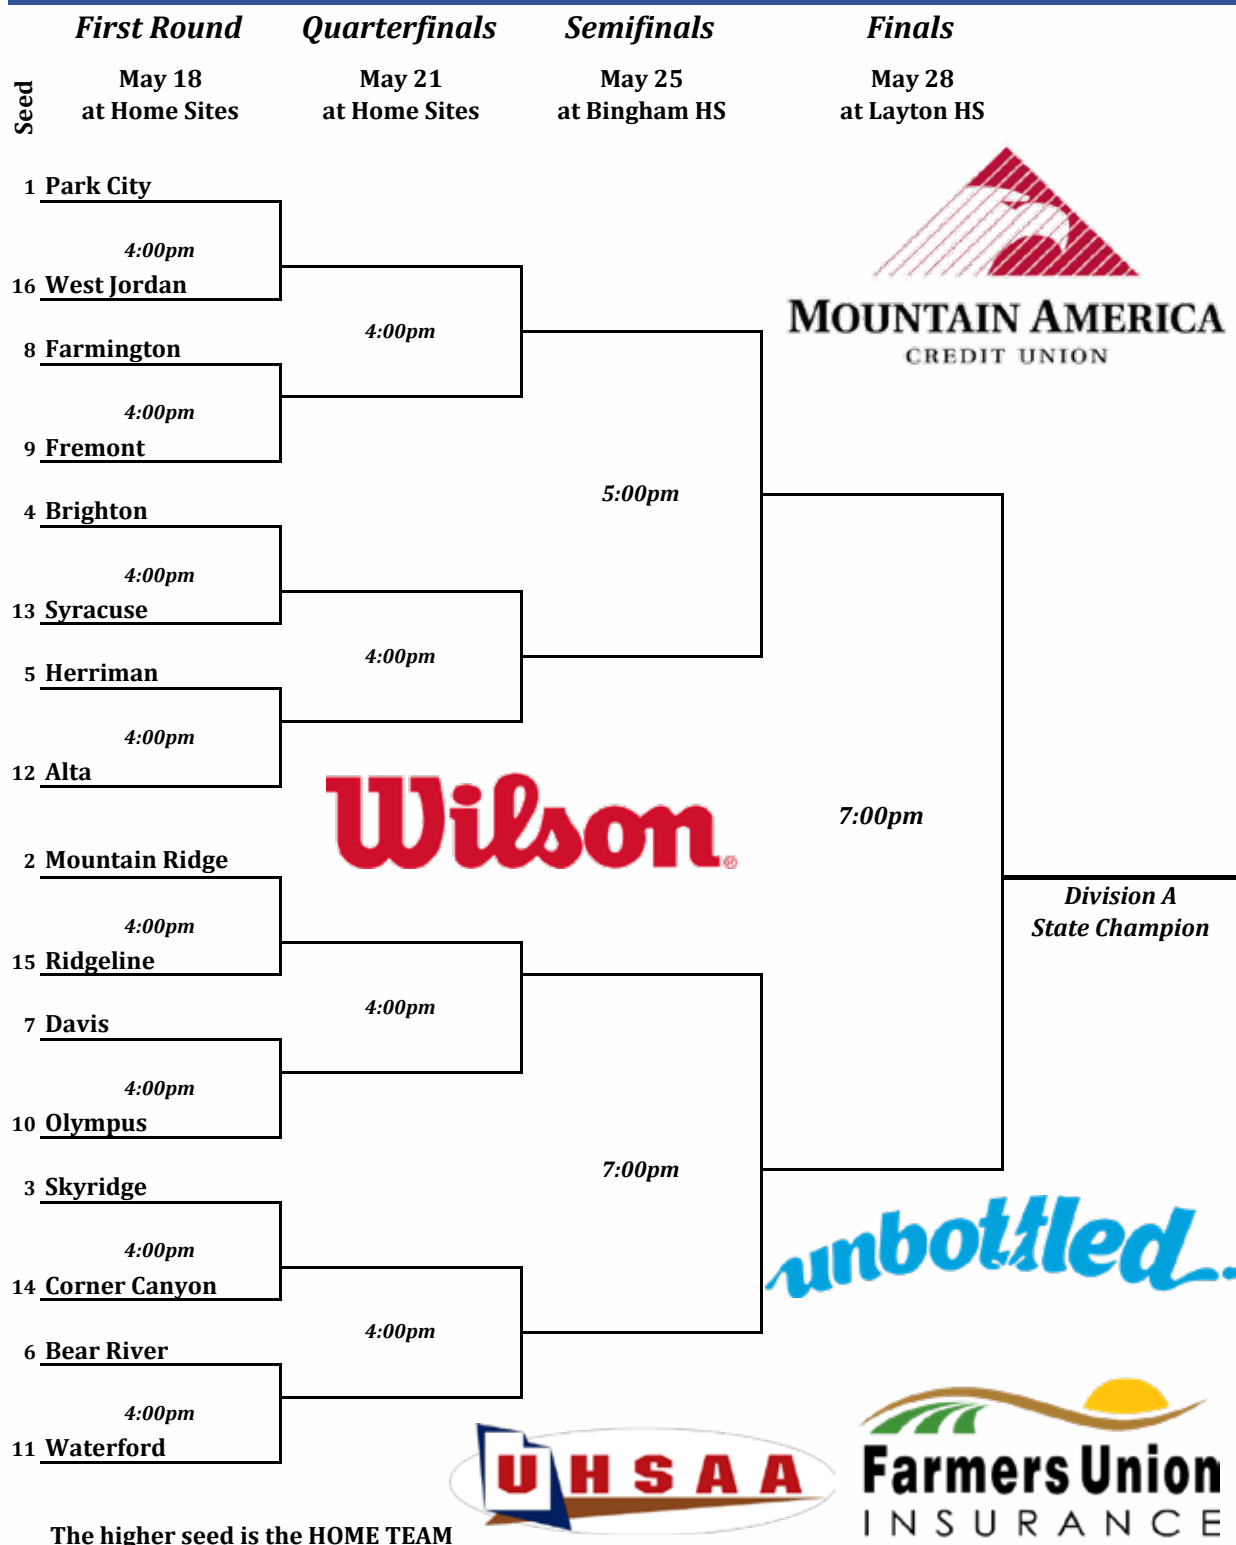 First Round
Quarterfinals
Semifinals
Finals
May 18
at Home Sites
May 21
at Home Sites
May 25
at Bingham HS
May 28
at Layton HS
Seed
1 Park City
4:00pm
16 West Jordan
8 Farmington
4:00pm
9 Fremont
4 Brighton
4:00pm
13 Syracuse
5 Herriman
4:00pm
12 Alta
2 Mountain Ridge
4:00pm
15 Ridgeline
7 Davis
4:00pm
10 Olympus
3 Skyridge
4:00pm
14 Corner Canyon
6 Bear River
4:00pm
11 Waterford
4:00pm
4:00pm
4:00pm
4:00pm
5:00pm
7:00pm
7:00pm
Division A
State Champion
MOUNTAIN AMERICA
CREDIT UNION
Wilson®
unbottled.
UHSAA
Farmers Union
INSURANCE
The higher seed is the HOME TEAM